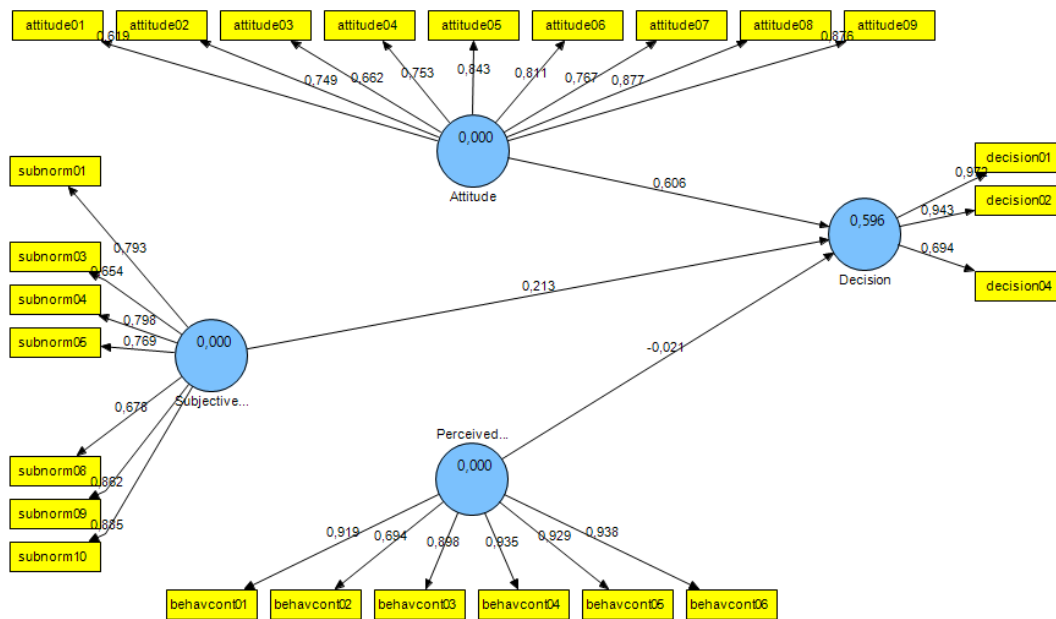 attitude01 attitude02 attitude03 attitude04 attitude05 attitude06 attitude07 attitude08 attitude09
0,619 0,749 0,662 0,753 0,843 0,811 0,767 0,877 0,876
0,000
Attitude
subnorm01
subnorm03
subnorm04
subnorm05
subnorm08
subnorm09
subnorm10
0,793
0,654
0,798
0,769
0,678
0,862
0,885
0,000
Subjective...
0,606
0,213
-0,021
0,596
Decision
decision01
decision02
decision04
0,943
0,694
Perceived...
0,000
0,919 0,694 0,898 0,935 0,929 0,938
behavcont01 behavcont02 behavcont03 behavcont04 behavcont05 behavcont06